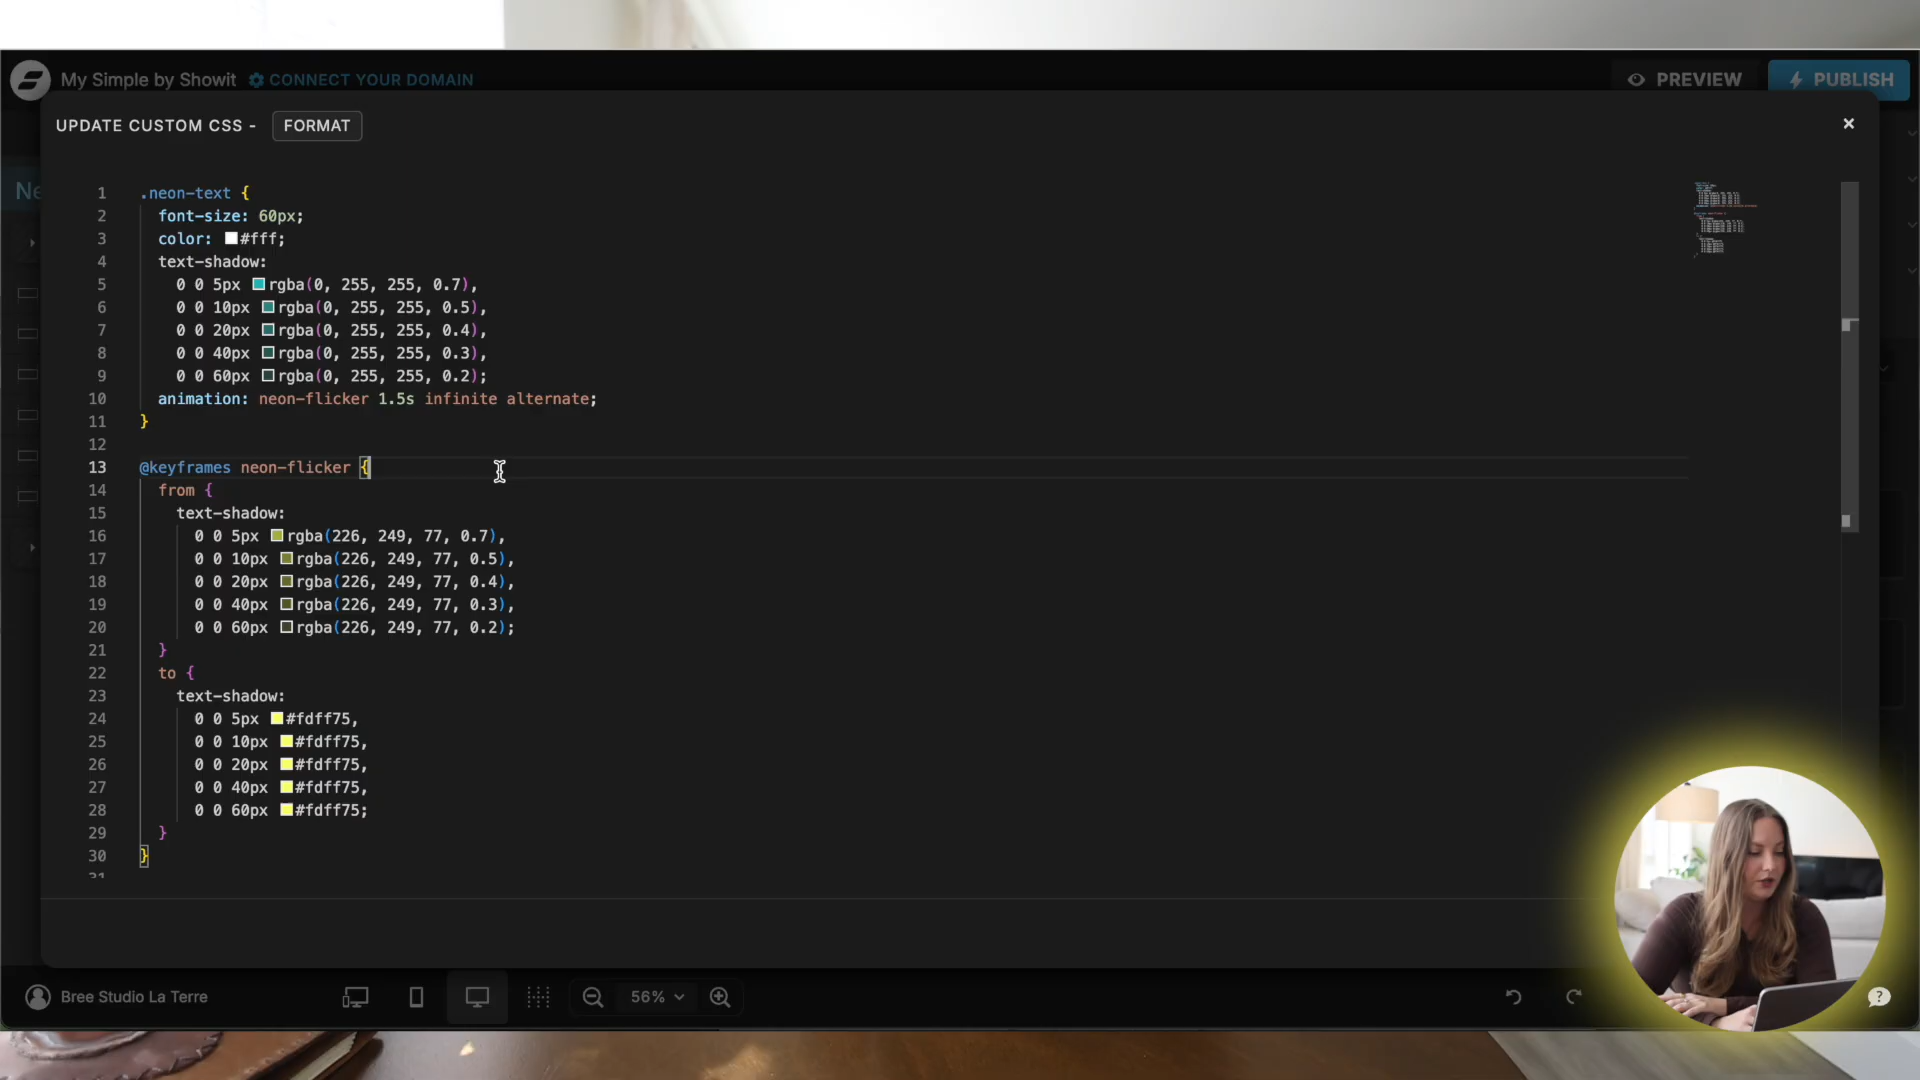 My Simple by Showit CONNECT YOUR DOMAIN PREVIEW PUBLISH
UPDATE CUSTOM CSS - FORMAT ×
Ne
1 .neon-text {
2 font-size: 60px;
3 color: #fff;
4 text-shadow:
5 0 0 5px rgba(0, 255, 255, 0.7),
6 0 0 10px rgba(0, 255, 255, 0.5),
7 0 0 20px rgba(0, 255, 255, 0.4),
8 0 0 40px rgba(0, 255, 255, 0.3),
9 0 0 60px rgba(0, 255, 255, 0.2);
10 animation: neon-flicker 1.5s infinite alternate;
11 }
12
13 @keyframes neon-flicker {
14 from {
15 text-shadow:
16 0 0 5px rgba(226, 249, 77, 0.7),
17 0 0 10px rgba(226, 249, 77, 0.5),
18 0 0 20px rgba(226, 249, 77, 0.4),
19 0 0 40px rgba(226, 249, 77, 0.3),
20 0 0 60px rgba(226, 249, 77, 0.2);
21 }
22 to {
23 text-shadow:
24 0 0 5px #fdff75,
25 0 0 10px #fdff75,
26 0 0 20px #fdff75,
27 0 0 40px #fdff75,
28 0 0 60px #fdff75;
29 }
30 }
31
Bree Studio La Terre 56% ?